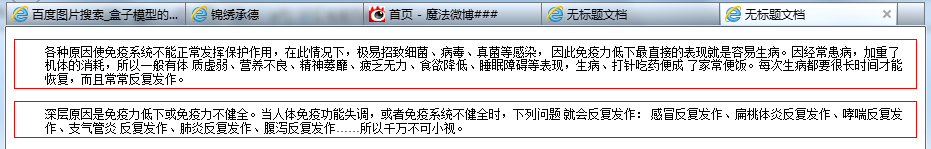 百度图片搜索_盒子模型的... 锦绣承德 首页 - 魔法微博### 无标题文档 无标题文档
各种原因使免疫系统不能正常发挥保护作用，在此情况下，极易招致细菌、病毒、真菌等感染，因此免疫力低下最直接的表现就是容易生病。因经常患病，加重了
机体的消耗，所以一般有体 质虚弱、营养不良、精神萎靡、疲乏无力、食欲降低、睡眠障碍等表现，生病、打针吃药便成 了家常便饭。每次生病都要很长时间才能
恢复，而且常常反复发作。
深层原因是免疫力低下或免疫力不健全。当人体免疫功能失调，或者免疫系统不健全时，下列问题 就会反复发作： 感冒反复发作、扁桃体炎反复发作、哮喘反复发
作、支气管炎 反复发作、肺炎反复发作、腹泻反复发作……所以千万不可小视。